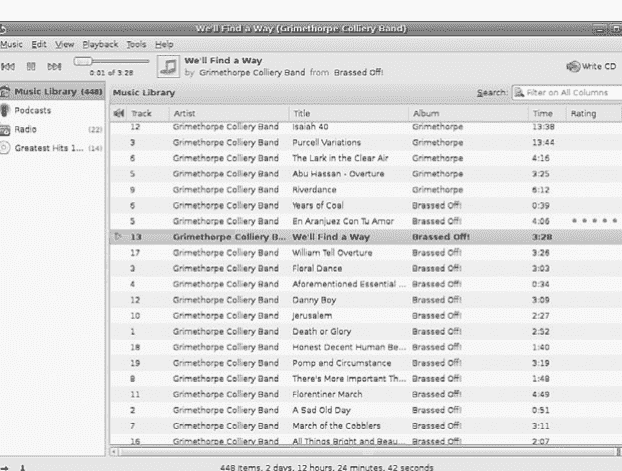 We'll Find a Way (Grimethorpe Colliery Band)
Music Edit View Playback Tools Help
We'll Find a Way
by Grimethorpe Colliery Band from Brassed Off!
0:01 of 3:28
Write CD
Music Library (448)
Music Library
Search: Filter on All Columns
Podcasts
Radio (22)
Greatest Hits 1... (14)
Track Artist Title Album Time Rating
12 Grimethorpe Colliery Band Isaiah 40 Grimethorpe 13:38
3 Grimethorpe Colliery Band Purcell Variations Grimethorpe 13:44
6 Grimethorpe Colliery Band The Lark in the Clear Air Grimethorpe 4:16
5 Grimethorpe Colliery Band Abu Hassan - Overture Grimethorpe 3:25
9 Grimethorpe Colliery Band Riverdance Grimethorpe 6:12
6 Grimethorpe Colliery Band Years of Coal Brassed Off! 0:39
5 Grimethorpe Colliery Band En Aranjuez Con Tu Amor Brassed Off! 4:06
13 Grimethorpe Colliery B... We'll Find a Way Brassed Off! 3:28
17 Grimethorpe Colliery Band William Tell Overture Brassed Off! 3:26
3 Grimethorpe Colliery Band Floral Dance Brassed Off! 3:03
4 Grimethorpe Colliery Band Aforementioned Essential ... Brassed Off! 0:34
12 Grimethorpe Colliery Band Danny Boy Brassed Off! 3:09
10 Grimethorpe Colliery Band Jerusalem Brassed Off! 2:27
1 Grimethorpe Colliery Band Death or Glory Brassed Off! 2:52
18 Grimethorpe Colliery Band Honest Decent Human Be... Brassed Off! 1:40
19 Grimethorpe Colliery Band Pomp and Circumstance Brassed Off! 3:19
8 Grimethorpe Colliery Band There's More Important Th... Brassed Off! 1:48
11 Grimethorpe Colliery Band Florentiner March Brassed Off! 4:49
2 Grimethorpe Colliery Band A Sad Old Day Brassed Off! 0:51
7 Grimethorpe Colliery Band March of the Cobblers Brassed Off! 3:11
16 Grimethorpe Colliery Band All Things Bright and Beau... Brassed Off! 2:07
448 items, 2 days, 12 hours, 24 minutes, 42 seconds